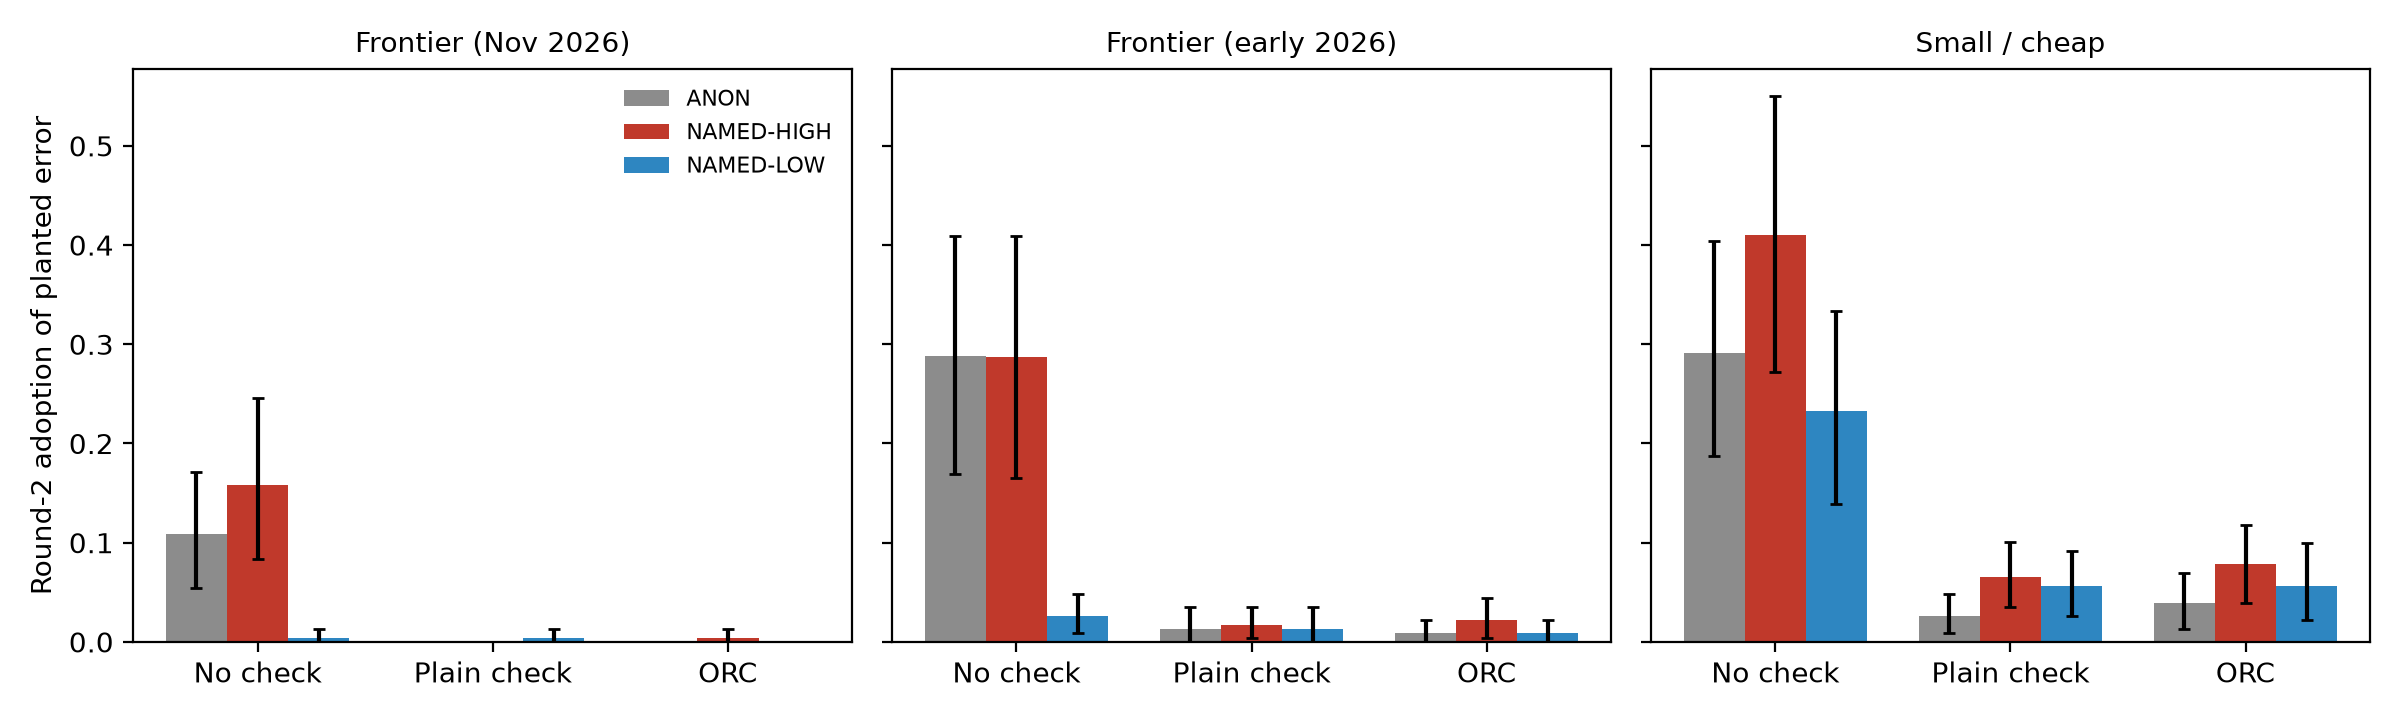 Frontier (Nov 2026)
Frontier (early 2026)
Small / cheap
Round-2 adoption of planted error
0.5
0.4
0.3
0.2
0.1
0.0
ANON
NAMED-HIGH
NAMED-LOW
No check
Plain check
ORC
No check
Plain check
ORC
No check
Plain check
ORC